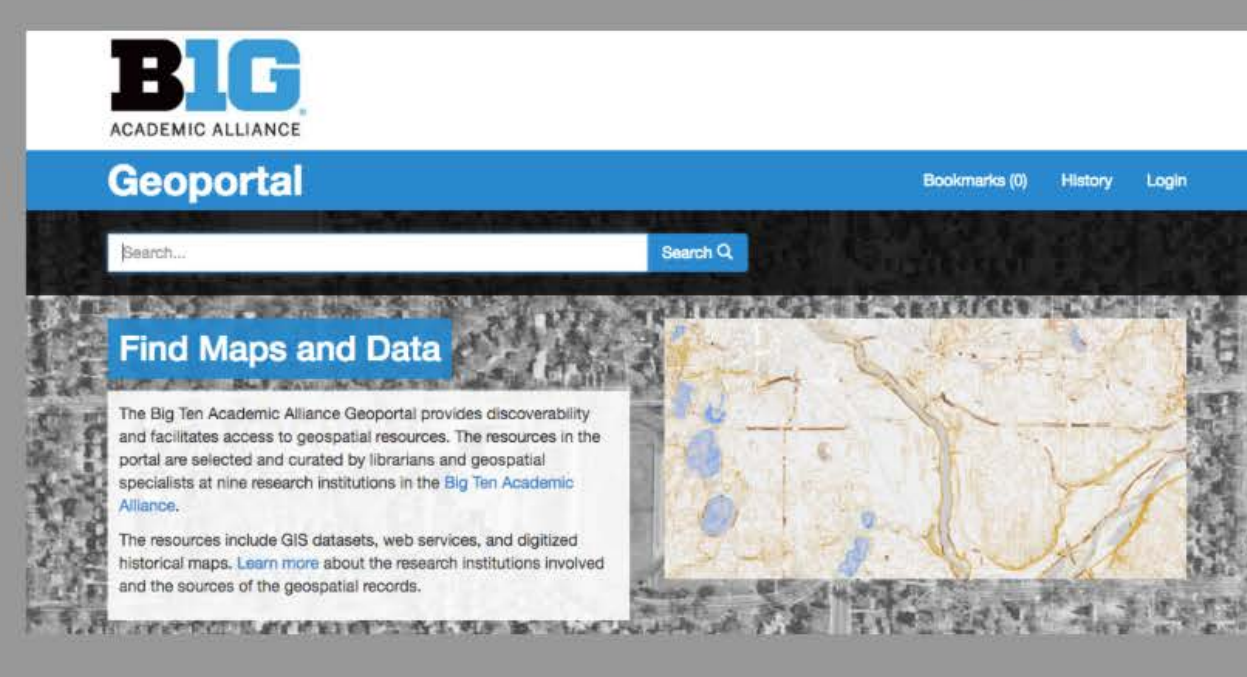 B1G
ACADEMIC ALLIANCE
Geoportal
Bookmarks (0) History Login
Search... Search
Find Maps and Data
The Big Ten Academic Alliance Geoportal provides discoverability
and facilitates access to geospatial resources. The resources in the
portal are selected and curated by librarians and geospatial
specialists at nine research institutions in the Big Ten Academic
Alliance.
The resources include GIS datasets, web services, and digitized
historical maps. Learn more about the research institutions involved
and the sources of the geospatial records.